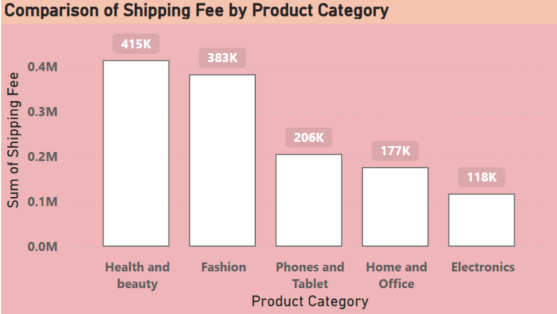 Comparison of Shipping Fee by Product Category
415K
383K
206K
177K
118K
0.4M
0.3M
0.2M
0.1M
0.0M
Sum of Shipping Fee
Health and
beauty
Fashion
Phones and
Tablet
Home and
Office
Electronics
Product Category